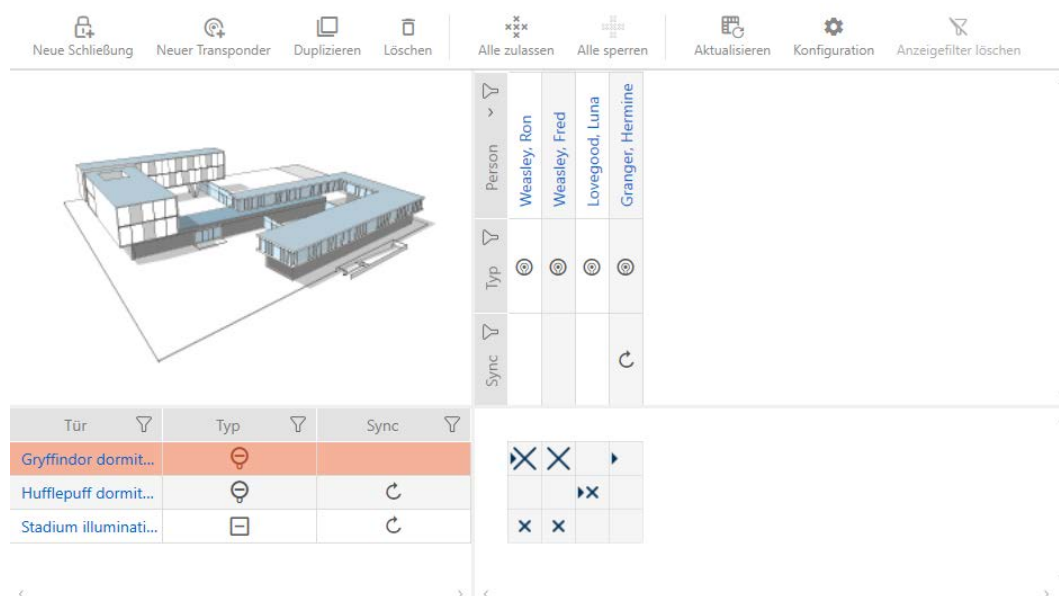 Neue Schließung Neuer Transponder Duplizieren Löschen Alle zulassen Alle sperren Aktualisieren Konfiguration Anzeigefilter löschen
Person
Weasley, Ron
Weasley, Fred
Lovegood, Luna
Granger, Hermine
Typ
Sync
Tür Typ Sync
Gryffindor dormit...
Hufflepuff dormit...
Stadium illuminati...